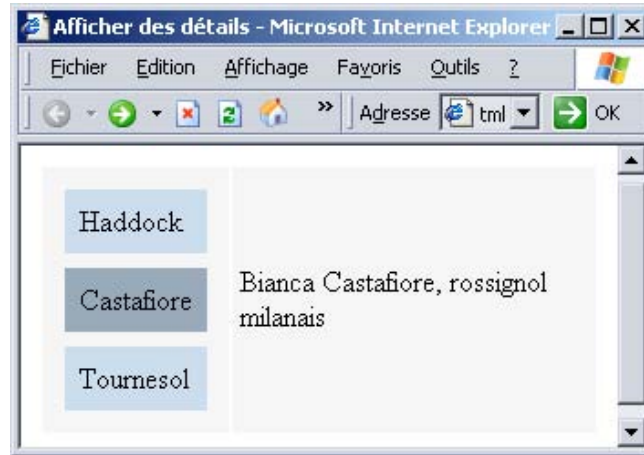 Afficher des détails - Microsoft Internet Explorer
Fichier Edition Affichage Favoris Outils ?
» Adresse tml OK
Haddock
Castafiore
Tournesol
Bianca Castafiore, rossignol
milanais